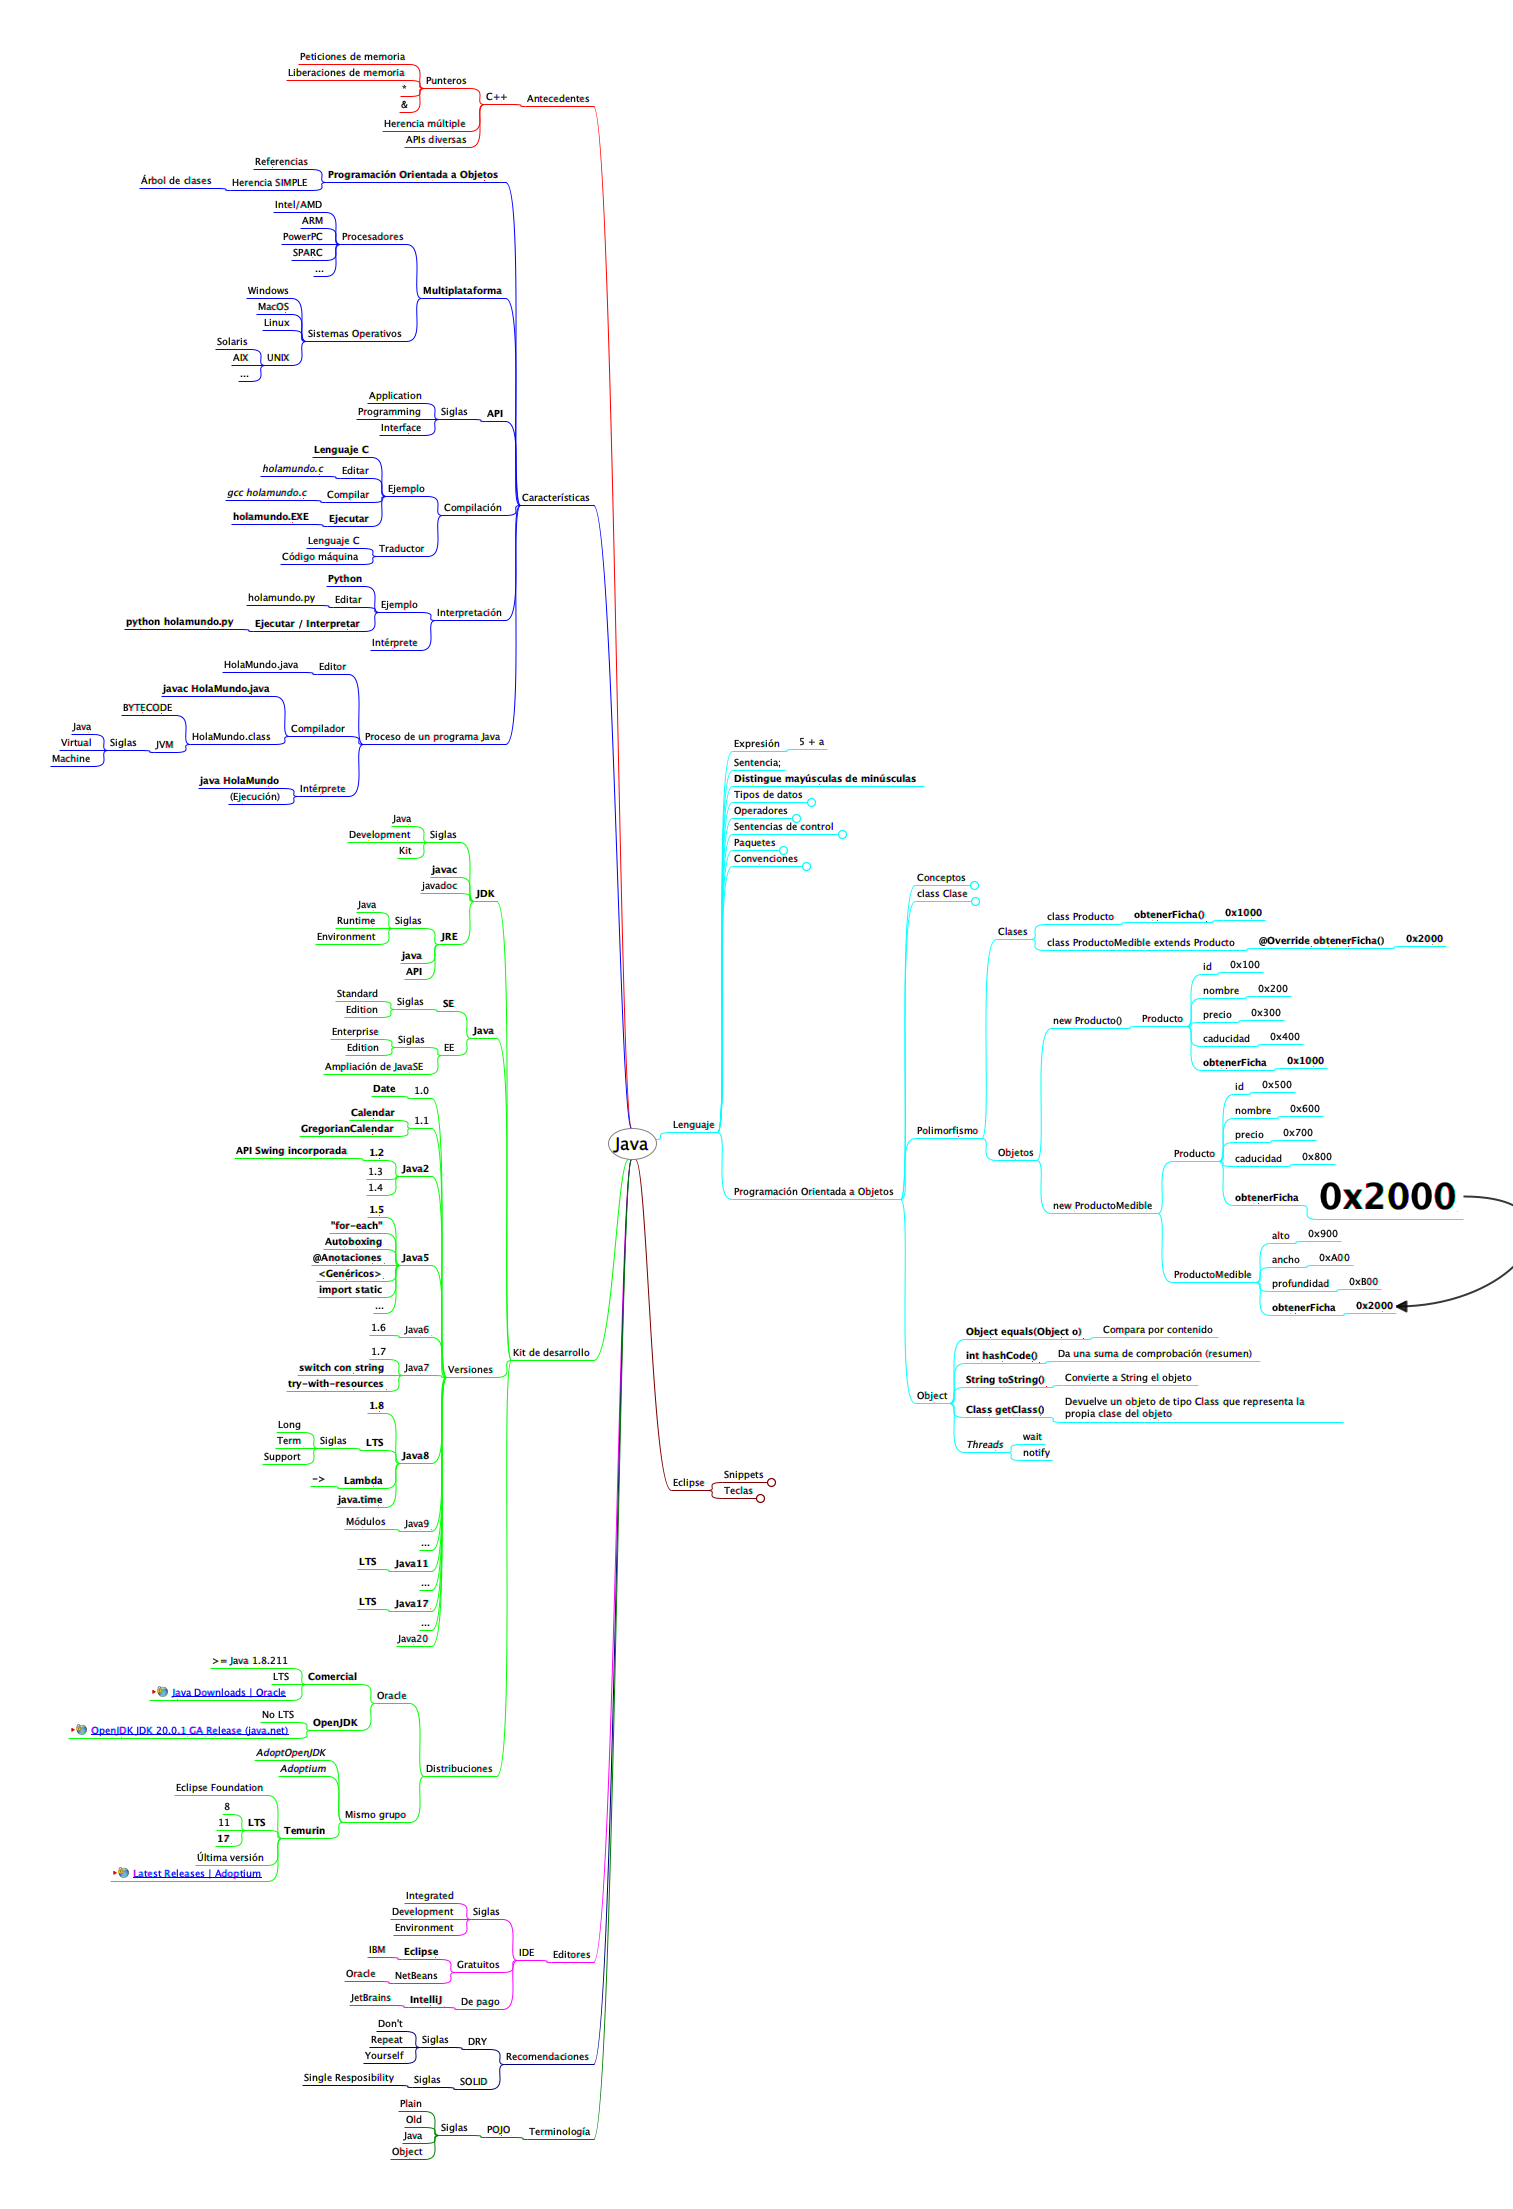 Peticiones de memoria
Liberaciones de memoria
*
&
Punteros
Herencia múltiple
APIs diversas
C++
Antecedentes
Referencias
Árbol de clases
Herencia SIMPLE
Programación Orientada a Objetos
Intel/AMD
ARM
PowerPC
SPARC
...
Procesadores
Windows
MacOS
Linux
Solaris
AIX
...
UNIX
Sistemas Operativos
Multiplataforma
Application
Programming
Interface
Siglas
API
Lenguaje C
holamundo.c
Editar
gcc holamundo.c
Compilar
holamundo.EXE
Ejecutar
Ejemplo
Lenguaje C
Código máquina
Traductor
Compilación
Python
holamundo.py
Editar
python holamundo.py
Ejecutar / Interpretar
Ejemplo
Intérprete
Interpretación
HolaMundo.java
Editor
javac HolaMundo.java
BYTECODE
Java
Virtual
Machine
Siglas
JVM
HolaMundo.class
Compilador
java HolaMundo
(Ejecución)
Intérprete
Proceso de un programa Java
Características
Java
Development
Kit
Siglas
javac
javadoc
Java
Runtime
Environment
Siglas
java
API
JRE
JDK
Standard
Edition
Siglas
SE
Enterprise
Edition
Siglas
Ampliación de JavaSE
EE
Java
Date
1.0
Calendar
GregorianCalendar
1.1
API Swing incorporada
1.2
1.3
1.4
Java2
1.5
"for-each"
Autoboxing
@Anotaciones
<Genéricos>
import static
...
Java5
1.6
Java6
1.7
switch con string
try-with-resources
Java7
1.8
Long
Term
Support
Siglas
LTS
->
Lambda
java.time
Java8
Módulos
Java9
...
LTS
Java11
...
LTS
Java17
...
Java20
Versiones
>= Java 1.8.211
LTS
Java Downloads | Oracle
Comercial
No LTS
OpenJDK JDK 20.0.1 GA Release (java.net)
OpenJDK
Oracle
AdoptOpenJDK
Adoptium
Eclipse Foundation
8
11
17
LTS
Última versión
Latest Releases | Adoptium
Temurin
Mismo grupo
Distribuciones
Kit de desarrollo
Integrated
Development
Environment
Siglas
IBM
Eclipse
Oracle
NetBeans
Gratuitos
JetBrains
IntelliJ
De pago
IDE
Editores
Don't
Repeat
Yourself
Siglas
DRY
Single Resposibility
Siglas
SOLID
Recomendaciones
Plain
Old
Java
Object
Siglas
POJO
Terminología
Java
Lenguaje
Expresión
5 + a
Sentencia;
Distingue mayúsculas de minúsculas
Tipos de datos
Operadores
Sentencias de control
Paquetes
Convenciones
Programación Orientada a Objetos
Conceptos
class Clase
Polimorfismo
Clases
class Producto
obtenerFicha()
0x1000
class ProductoMedible extends Producto
@Override obtenerFicha()
0x2000
Objetos
new Producto()
Producto
id
0x100
nombre
0x200
precio
0x300
caducidad
0x400
obtenerFicha
0x1000
new ProductoMedible
Producto
id
0x500
nombre
0x600
precio
0x700
caducidad
0x800
obtenerFicha
0x2000
ProductoMedible
alto
0x900
ancho
0xA00
profundidad
0xB00
obtenerFicha
0x2000
Object
Object equals(Object o)
Compara por contenido
int hashCode()
Da una suma de comprobación (resumen)
String toString()
Convierte a String el objeto
Class getClass()
Devuelve un objeto de tipo Class que representa la
propia clase del objeto
Threads
wait
notify
Eclipse
Snippets
Teclas